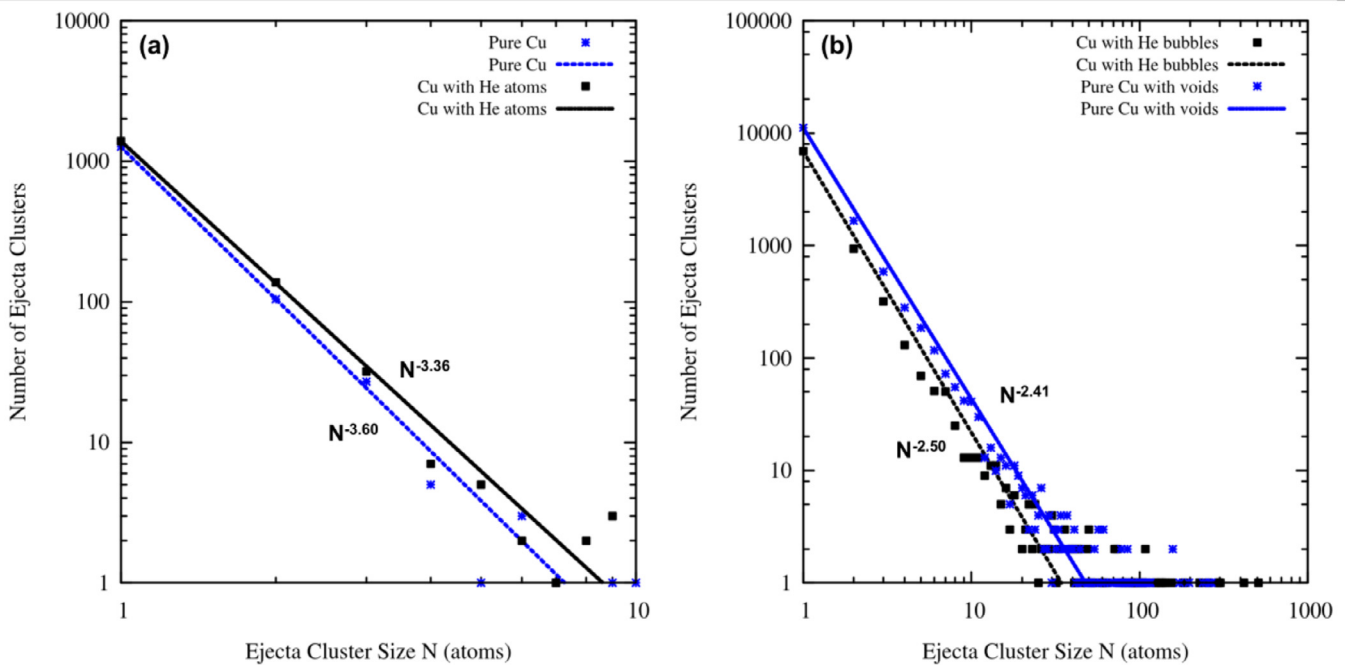 (a)
Pure Cu
Pure Cu
Cu with He atoms
Cu with He atoms
10000
1000
100
10
1
N-3.36
N-3.60
1
10
Number of Ejecta Clusters
Ejecta Cluster Size N (atoms)
(b)
Cu with He bubbles
Cu with He bubbles
Pure Cu with voids
Pure Cu with voids
100000
10000
1000
100
10
1
N-2.41
N-2.50
1
10
100
1000
Number of Ejecta Clusters
Ejecta Cluster Size N (atoms)